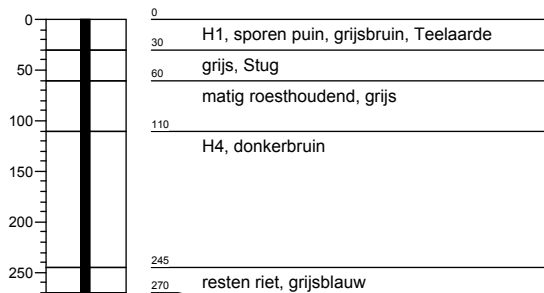 0
0
H1, sporen puin, grijsbruin, Teelaarde
30
grijs, Stug
50
60
matig roesthoudend, grijs
100
110
H4, donkerbruin
150
200
245
250
270
resten riet, grijsblauw